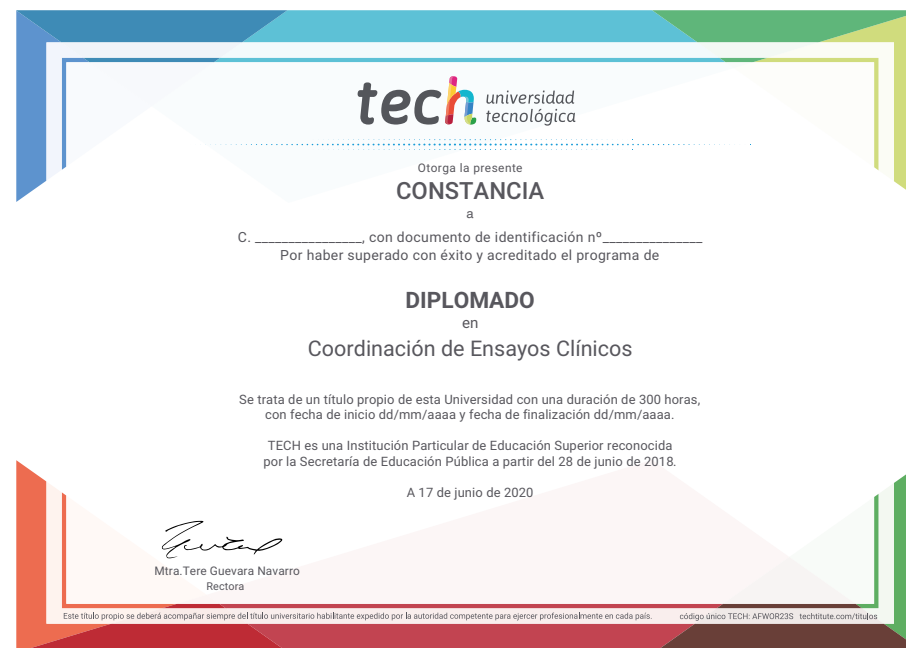 tech universidad
tecnológica
Otorga la presente
CONSTANCIA
a
C. ________________, con documento de identificación nº_______________
Por haber superado con éxito y acreditado el programa de
DIPLOMADO
en
Coordinación de Ensayos Clínicos
Se trata de un título propio de esta Universidad con una duración de 300 horas,
con fecha de inicio dd/mm/aaaa y fecha de finalización dd/mm/aaaa.
TECH es una Institución Particular de Educación Superior reconocida
por la Secretaría de Educación Pública a partir del 28 de junio de 2018.
A 17 de junio de 2020
Mtra.Tere Guevara Navarro
Rectora
Este título propio se deberá acompañar siempre del título universitario habilitante expedido por la autoridad competente para ejercer profesionalmente en cada país. código único TECH: AFWOR23S techtitute.com/titulos